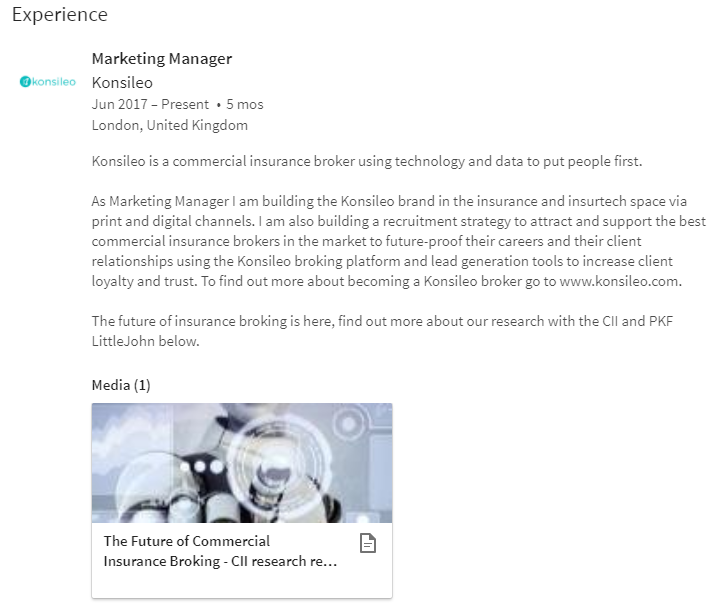 Experience
Marketing Manager
konsileo
Konsileo
Jun 2017 – Present • 5 mos
London, United Kingdom
Konsileo is a commercial insurance broker using technology and data to put people first.
As Marketing Manager I am building the Konsileo brand in the insurance and insurtech space via
print and digital channels. I am also building a recruitment strategy to attract and support the best
commercial insurance brokers in the market to future-proof their careers and their client
relationships using the Konsileo broking platform and lead generation tools to increase client
loyalty and trust. To find out more about becoming a Konsileo broker go to www.konsileo.com.
The future of insurance broking is here, find out more about our research with the CII and PKF
LittleJohn below.
Media (1)
The Future of Commercial
Insurance Broking - CII research re...